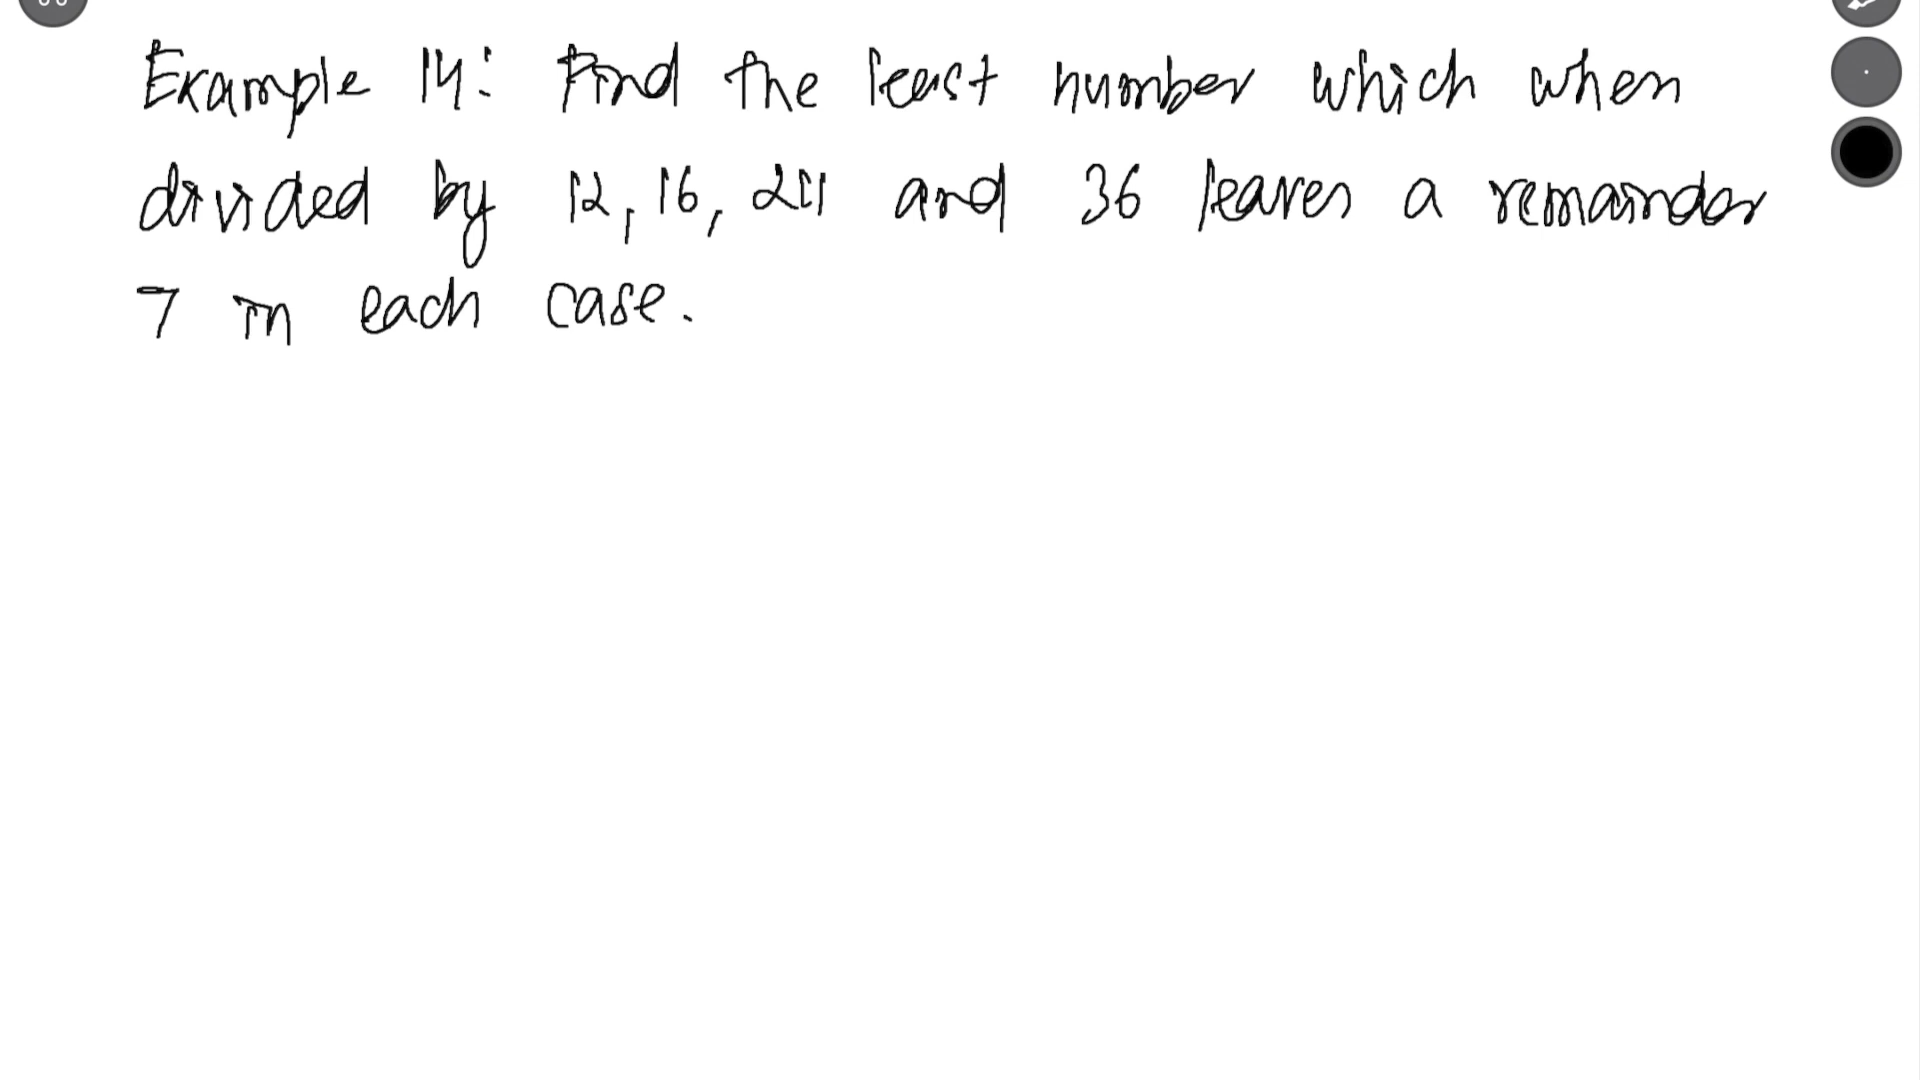 Example 14: Find the least number which when
divided by 12, 16, 24 and 36 leaves a remainder
7 in each case.